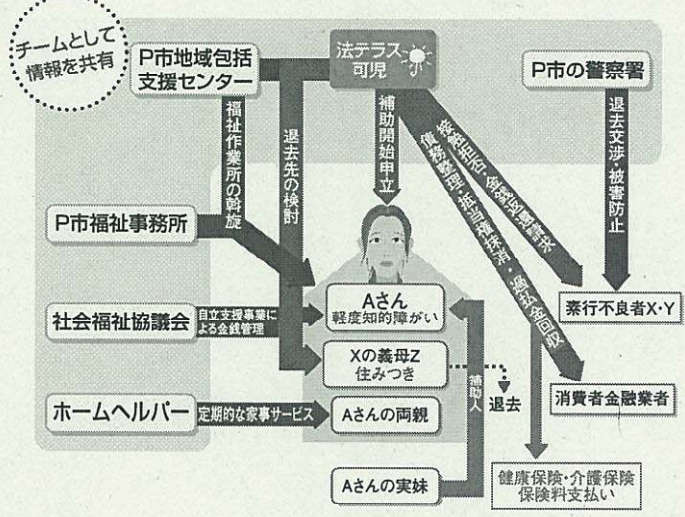 チームとして
情報を共有
P市地域包括
支援センター
法テラス
可児
P市の警察署
福祉作業所の斡旋
退去先の検討
補助開始申立
接触拒否・金銭返還請求
債務整理・抵当権抹消・過払金回収
退去交渉・被害防止
P市福祉事務所
Aさん
軽度知的障がい
素行不良者X・Y
社会福祉協議会
自立支援事業に
よる金銭管理
Xの義母Z
住みつき
退去
消費者金融業者
ホームヘルパー
定期的な家事サービス
Aさんの両親
補助人
Aさんの実妹
健康保険・介護保険
保険料支払い